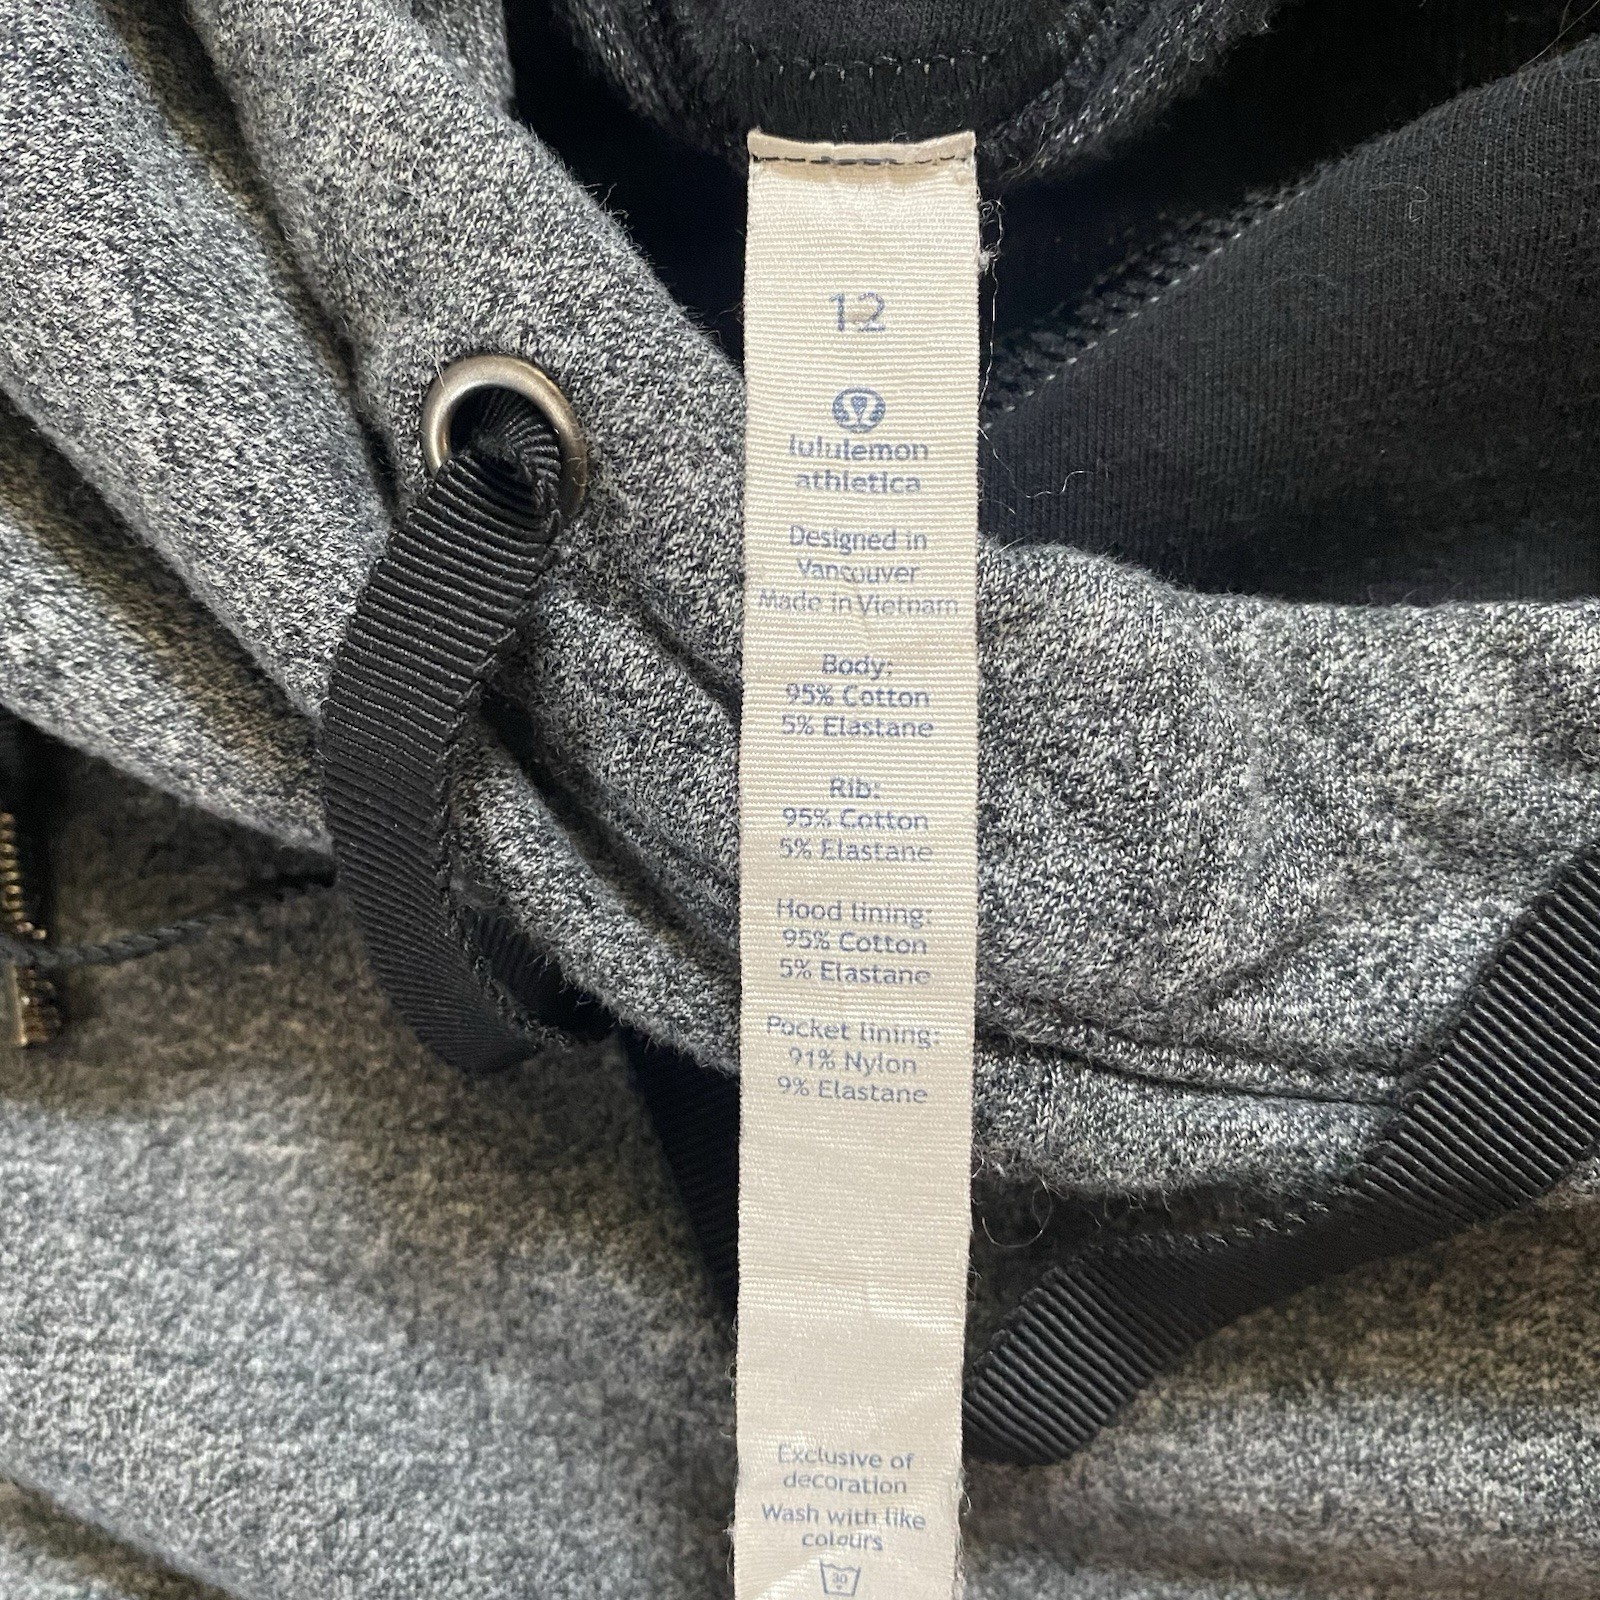 12
lululemon
athletica
Designed in
Vancouver
Made in Vietnam
Body:
95% Cotton
5% Elastane
Rib:
95% Cotton
5% Elastane
Hood lining:
95% Cotton
5% Elastane
Pocket lining:
91% Nylon
9% Elastane
Exclusive of
decoration
Wash with like
colours
30